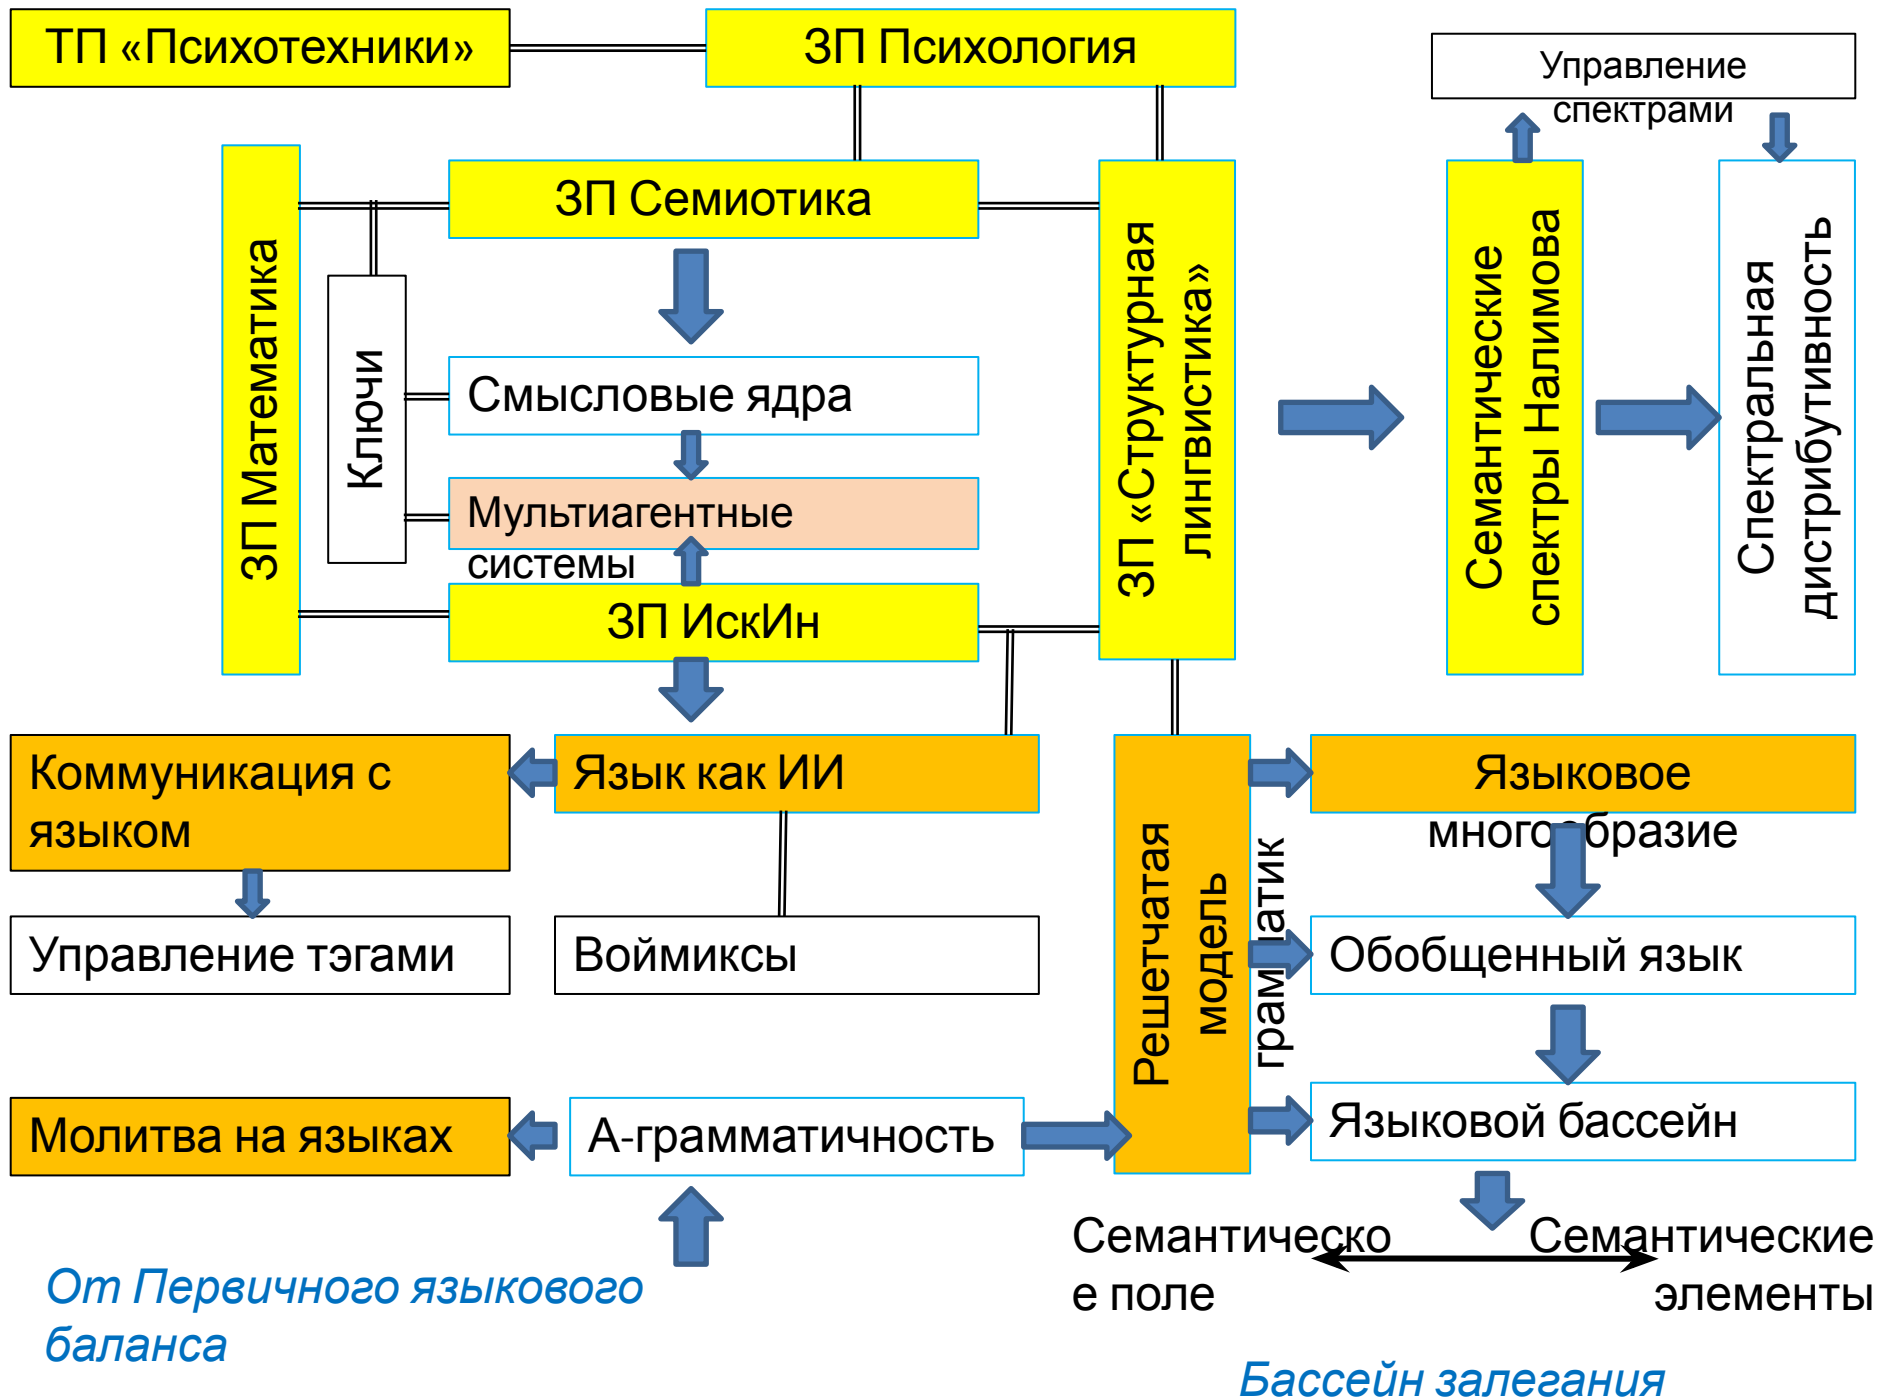 ТП «Психотехники»
ЗП Психология
Управление
спектрами
ЗП Математика
ЗП Семиотика
Ключи
Смысловые ядра
Мультиагентные
системы
ЗП ИскИн
ЗП «Структурная
лингвистика»
Семантические
спектры Налимова
Спектральная
дистрибутивность
Коммуникация с
языком
Язык как ИИ
Решетчатая
модель
грамматик
Языковое
многообразие
Управление тэгами
Воймиксы
Обобщенный язык
Молитва на языках
А-грамматичность
Языковой бассейн
Семантическо
е поле
Семантические
элементы
От Первичного языкового
баланса
Бассейн залегания